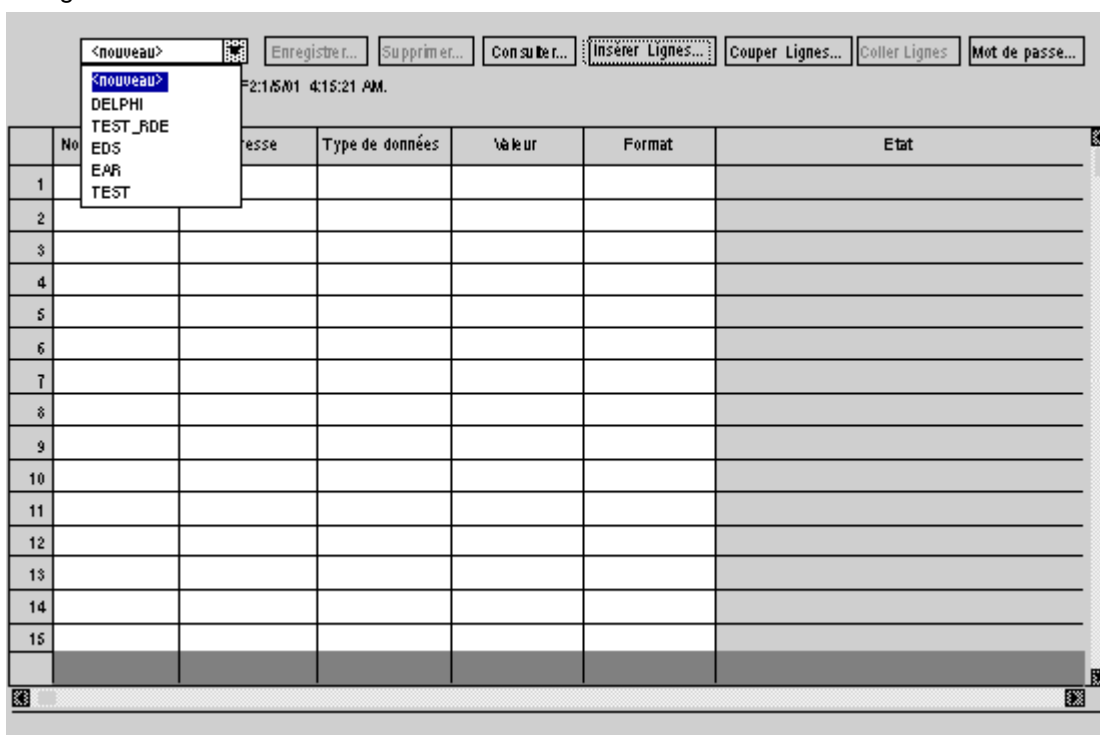 <nouveau> Enregistrer... Supprimer... Consulter... Insérer Lignes... Couper Lignes... Coller Lignes Mot de passe...
<nouveau>
F2:1/5/01 4:15:21 AM.
DELPHI
TEST_RDE
EDS
EAR
TEST
No resse Type de données Valeur Format Etat
1
2
3
4
5
6
7
8
9
10
11
12
13
14
15